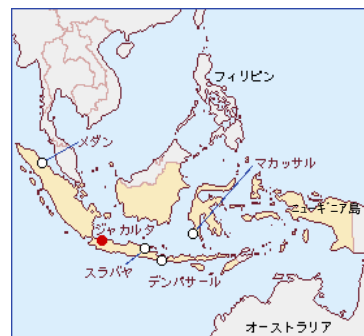 フィリピン
メダン
マカッサル
ニューギニア島
ジャカルタ
スラバヤ
デンパサール
オーストラリア